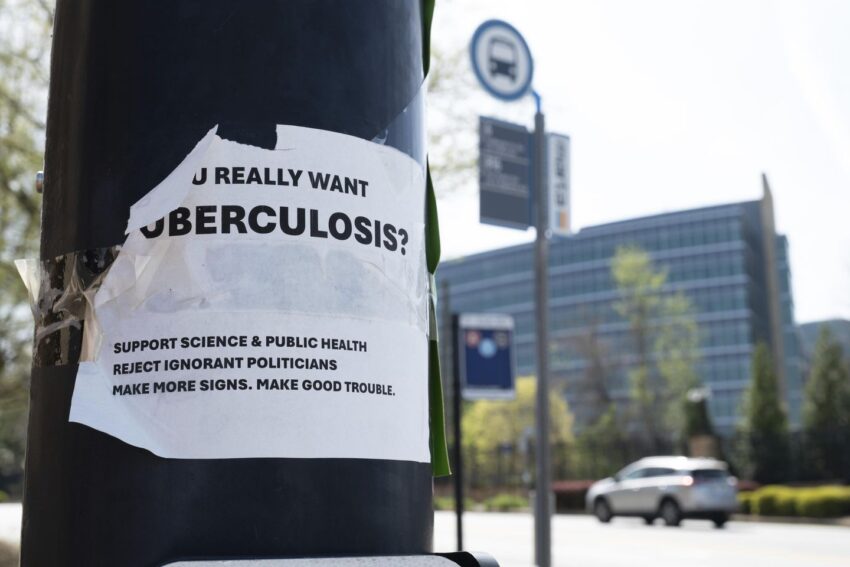 U REALLY WANT
UBERCULOSIS?
SUPPORT SCIENCE & PUBLIC HEALTH
REJECT IGNORANT POLITICIANS
MAKE MORE SIGNS. MAKE GOOD TROUBLE.